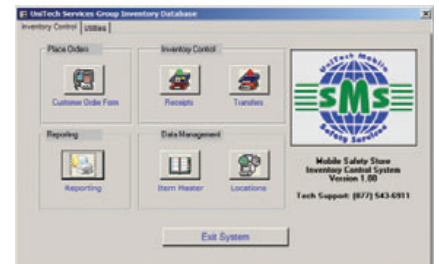 UniTech Services Group Inventory Database
Inventory Control
Utilities
Place Orders
Inventory Control
Customer Order Form
Receipts
Transfers
Reporting
Data Management
Reporting
Item Master
Locations
UniTech Mobile
SMS
Safety Services
Mobile Safety Store
Inventory Control System
Version 1.00
Tech Support: (877) 543-6911
Exit System